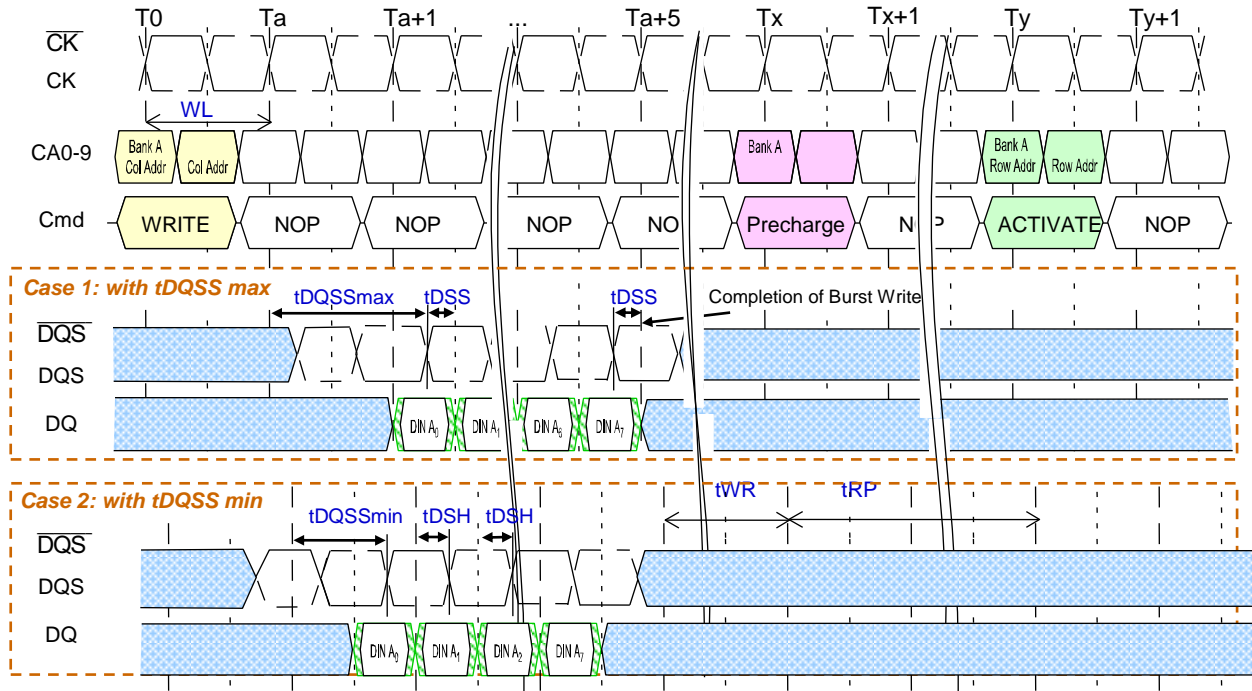 T0 Ta Ta+1 ... Ta+5 Tx Tx+1 Ty Ty+1
CK
CK
WL
CA0-9
Bank A
Col Addr
Col Addr
Bank A
Bank A
Row Addr
Row Addr
Cmd WRITE NOP NOP NOP Precharge ACTIVATE NOP
Case 1: with tDQSS max
tDQSSmax tDSS tDSS Completion of Burst Write
DQS
DQS
DQ DIN A0 DIN A1 DIN A6 DIN A7
Case 2: with tDQSS min
tDQSSmin tDSH tDSH tWR tRP
DQS
DQS
DQ DIN A0 DIN A1 DIN A2 DIN A7